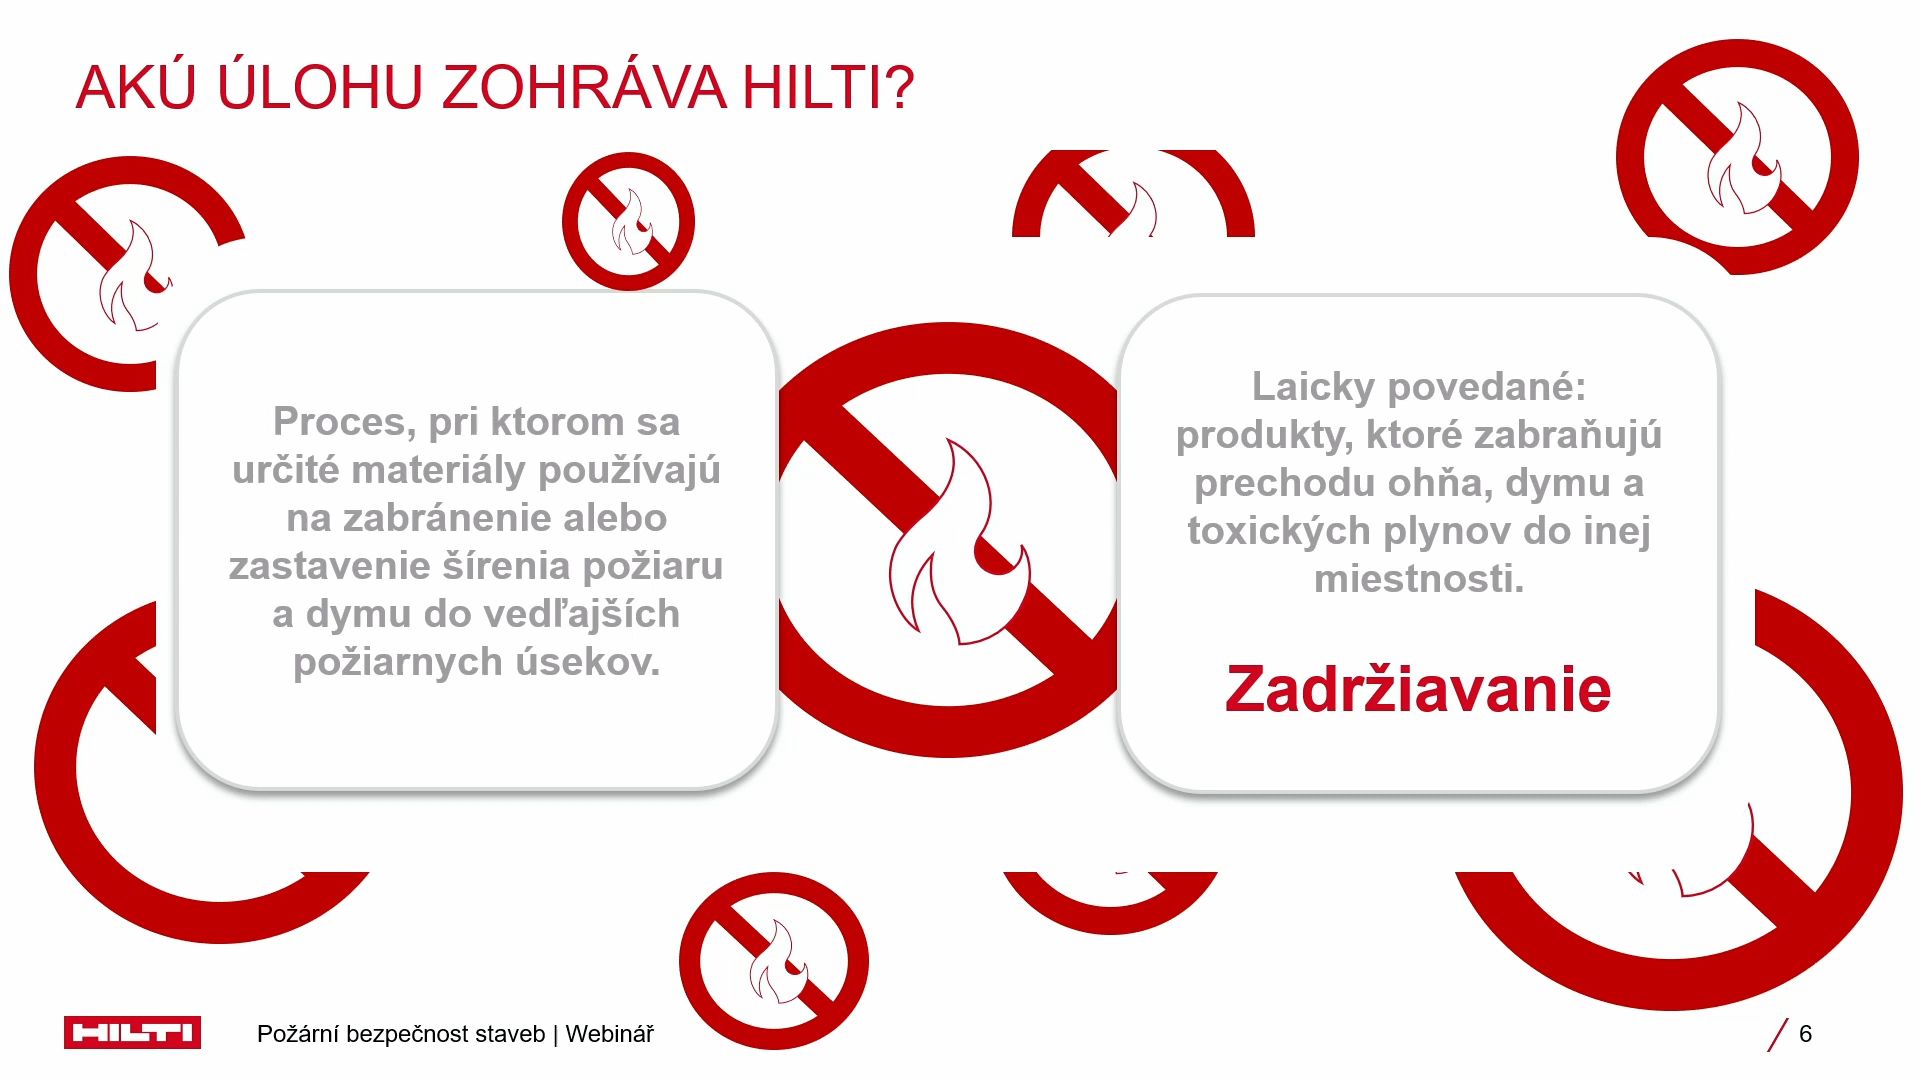 AKÚ ÚLOHU ZOHRÁVA HILTI?
Proces, pri ktorom sa
určité materiály používajú
na zabránenie alebo
zastavenie šírenia požiaru
a dymu do vedľajších
požiarnych úsekov.
Laicky povedané:
produkty, ktoré zabraňujú
prechodu ohňa, dymu a
toxických plynov do inej
miestnosti.
Zadržiavanie
HILTI
Požární bezpečnost staveb | Webinář
6